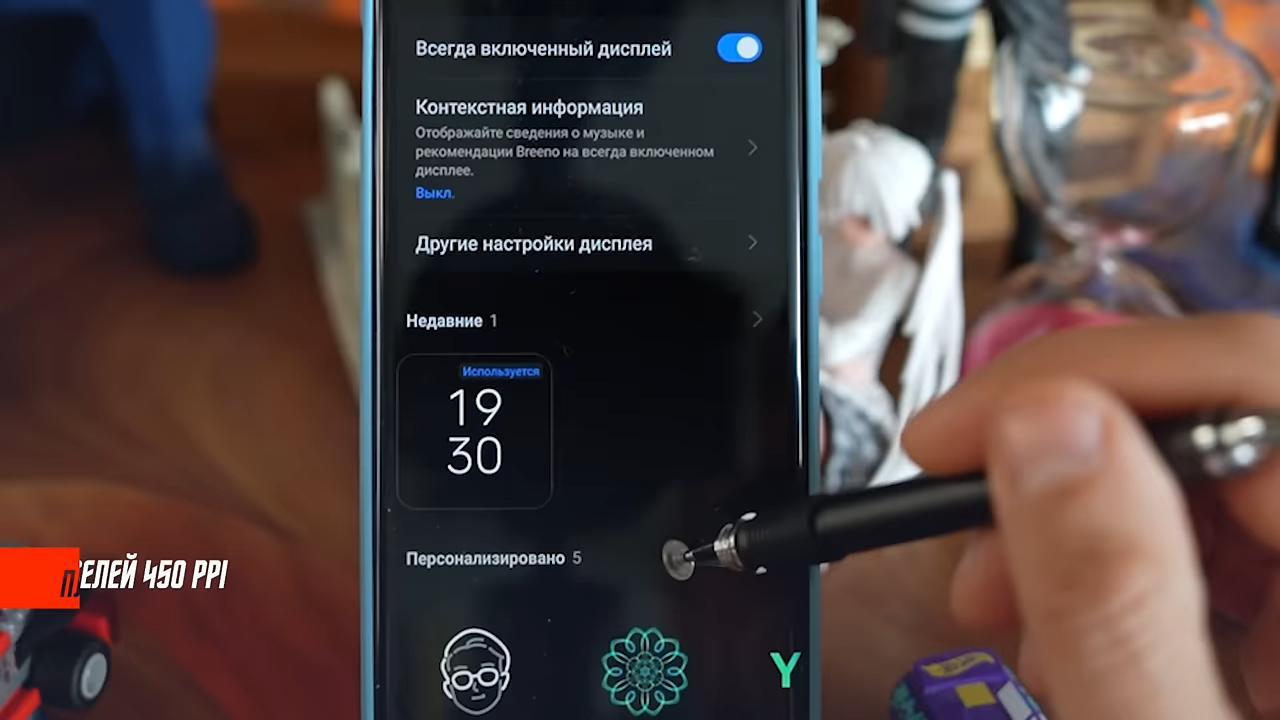 Всегда включенный дисплей
Контекстная информация
Отображайте сведения о музыке и
рекомендации Breeno на всегда включенном
дисплее.
Выкл.
Другие настройки дисплея
Недавние 1
Используется
19
30
Персонализировано 5
450 PPI
Y